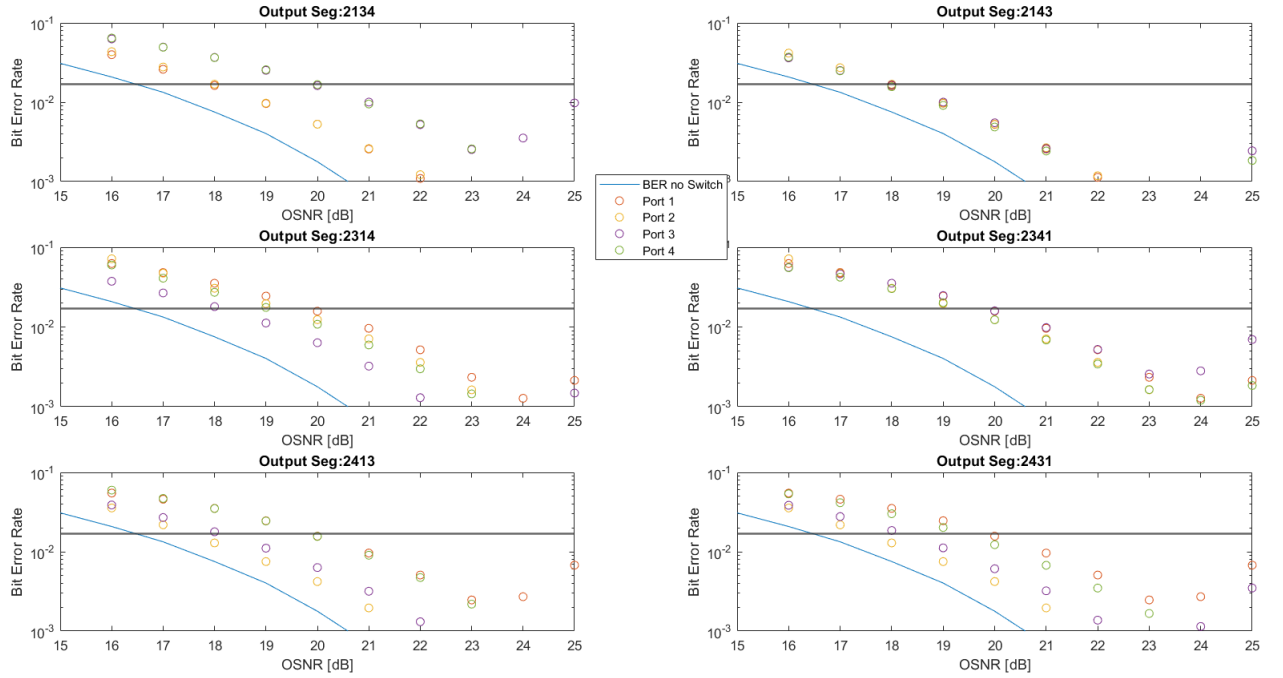 Output Seg:2134
10-1
10-2
10-3
Bit Error Rate
15 16 17 18 19 20 21 22 23 24 25
OSNR [dB]
Output Seg:2143
10-1
10-2
10-3
Bit Error Rate
15 16 17 18 19 20 21 22 23 24 25
OSNR [dB]
BER no Switch
Port 1
Port 2
Port 3
Port 4
Output Seg:2314
10-1
10-2
10-3
Bit Error Rate
15 16 17 18 19 20 21 22 23 24 25
OSNR [dB]
Output Seg:2341
10-1
10-2
10-3
Bit Error Rate
15 16 17 18 19 20 21 22 23 24 25
OSNR [dB]
Output Seg:2413
10-1
10-2
10-3
Bit Error Rate
15 16 17 18 19 20 21 22 23 24 25
OSNR [dB]
Output Seg:2431
10-1
10-2
10-3
Bit Error Rate
15 16 17 18 19 20 21 22 23 24 25
OSNR [dB]